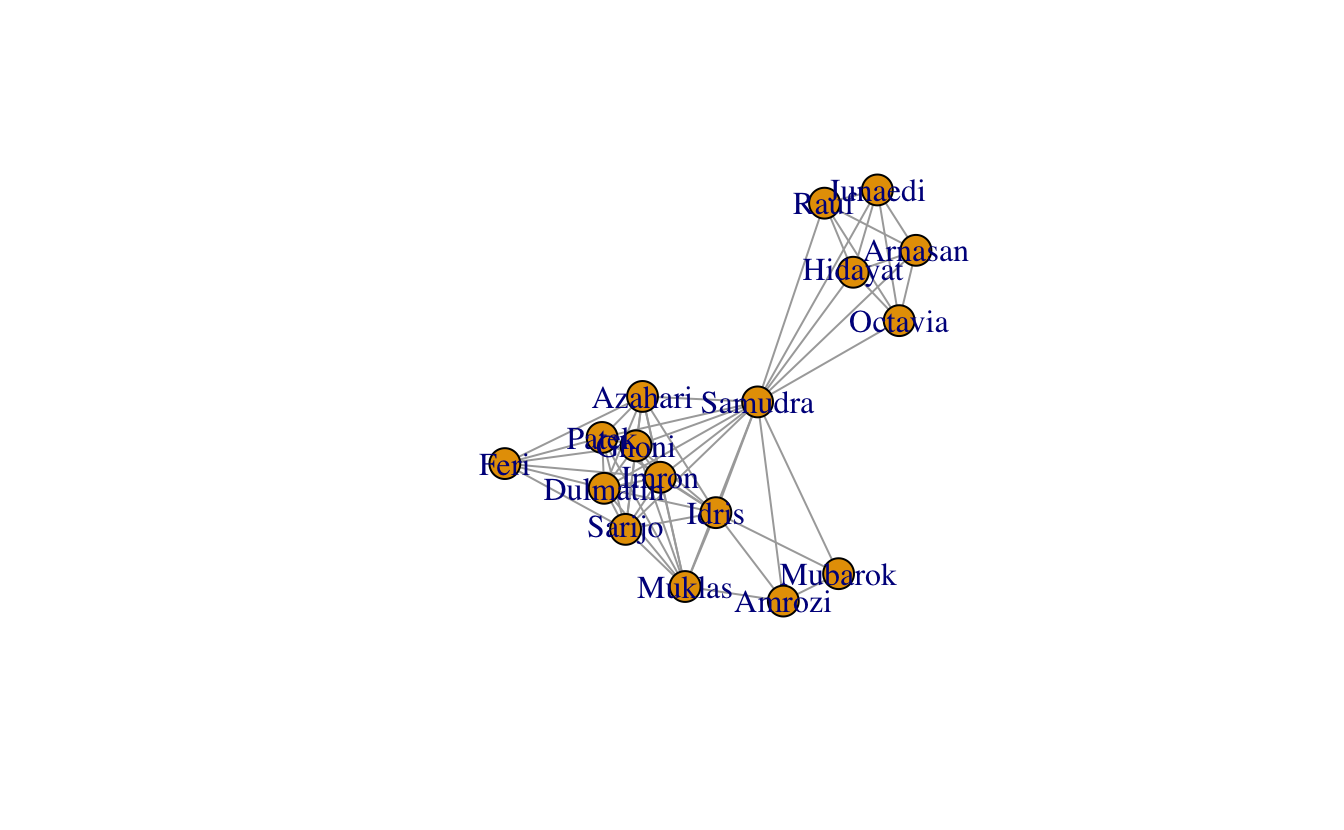 Junaedi
Rauf
Arnasan
Hidayat
Octavia
Azahari
Samudra
Patek
Ghoni
Feri
Imron
Dulmatin
Idris
Sarijo
Mubarok
Muklas
Amrozi